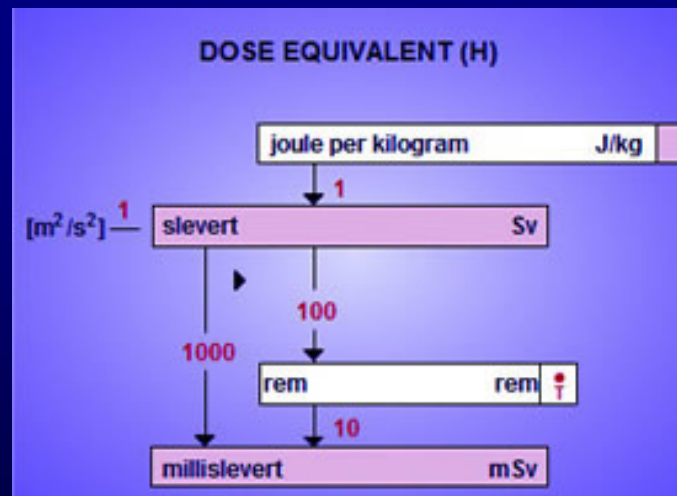 DOSE EQUIVALENT (H)
joule per kilogram J/kg
1
[m²/s²] 1
slevert Sv
100
1000
rem rem T
10
millislevert mSv